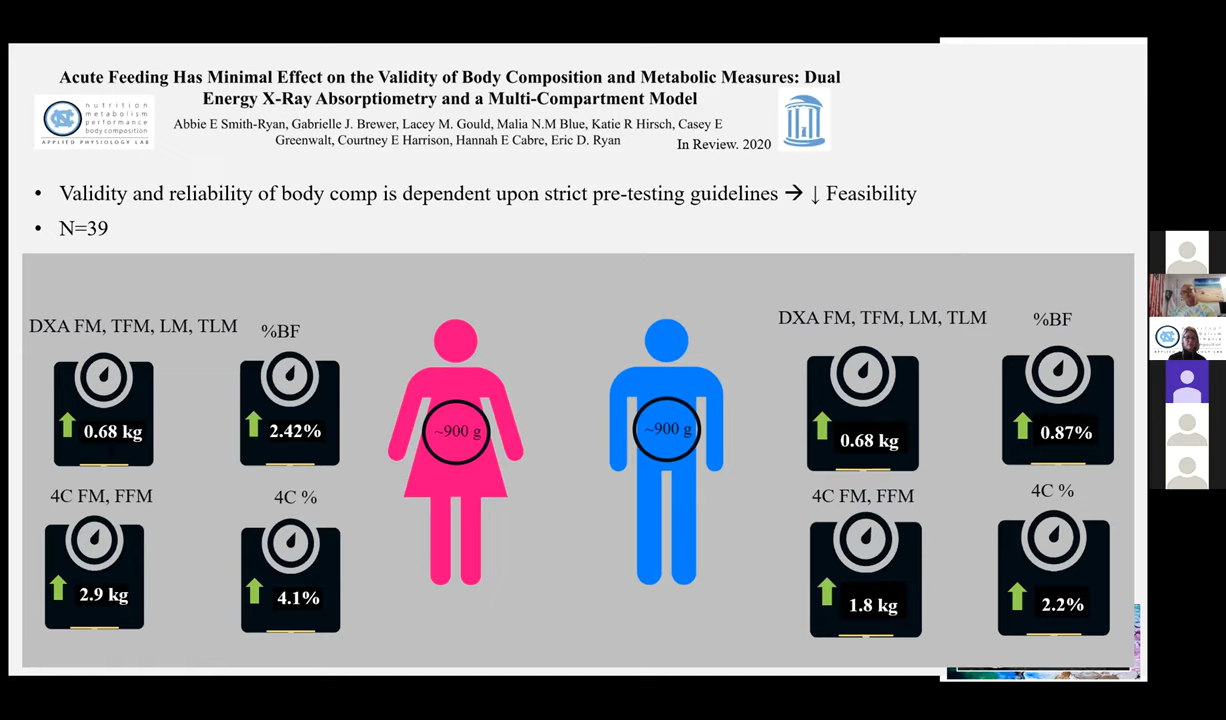 Acute Feeding Has Minimal Effect on the Validity of Body Composition and Metabolic Measures: Dual
Energy X-Ray Absorptiometry and a Multi-Compartment Model
nutrition
metabolism
performance
body composition
APPLIED PHYSIOLOGY LAB
Abbie E Smith-Ryan, Gabrielle J. Brewer, Lacey M. Gould, Malia N.M Blue, Katie R Hirsch, Casey E
Greenwalt, Courtney E Harrison, Hannah E Cabre, Eric D. Ryan
In Review. 2020
• Validity and reliability of body comp is dependent upon strict pre-testing guidelines → ↓ Feasibility
• N=39
DXA FM, TFM, LM, TLM
%BF
0.68 kg
2.42%
4C FM, FFM
4C %
2.9 kg
4.1%
~900 g
~900 g
DXA FM, TFM, LM, TLM
%BF
0.68 kg
0.87%
4C FM, FFM
4C %
1.8 kg
2.2%